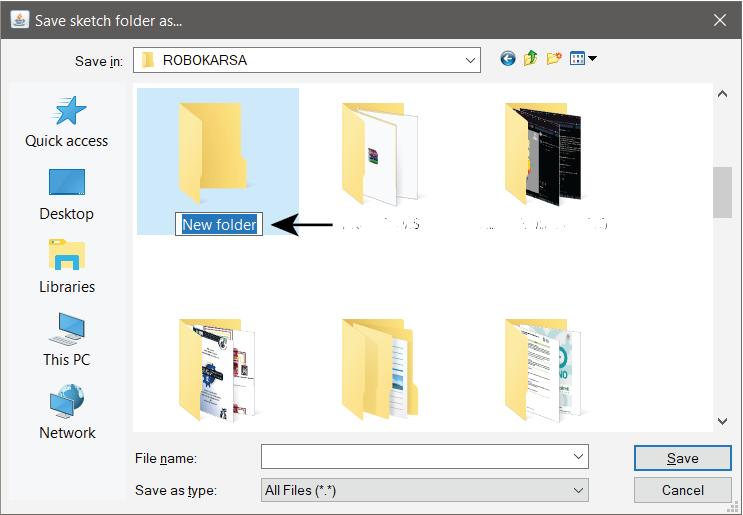 Save sketch folder as...
Save in:
ROBOKARSA
Quick access
Desktop
Libraries
This PC
Network
New folder
File name:
Save
Save as type:
All Files (*.*)
Cancel